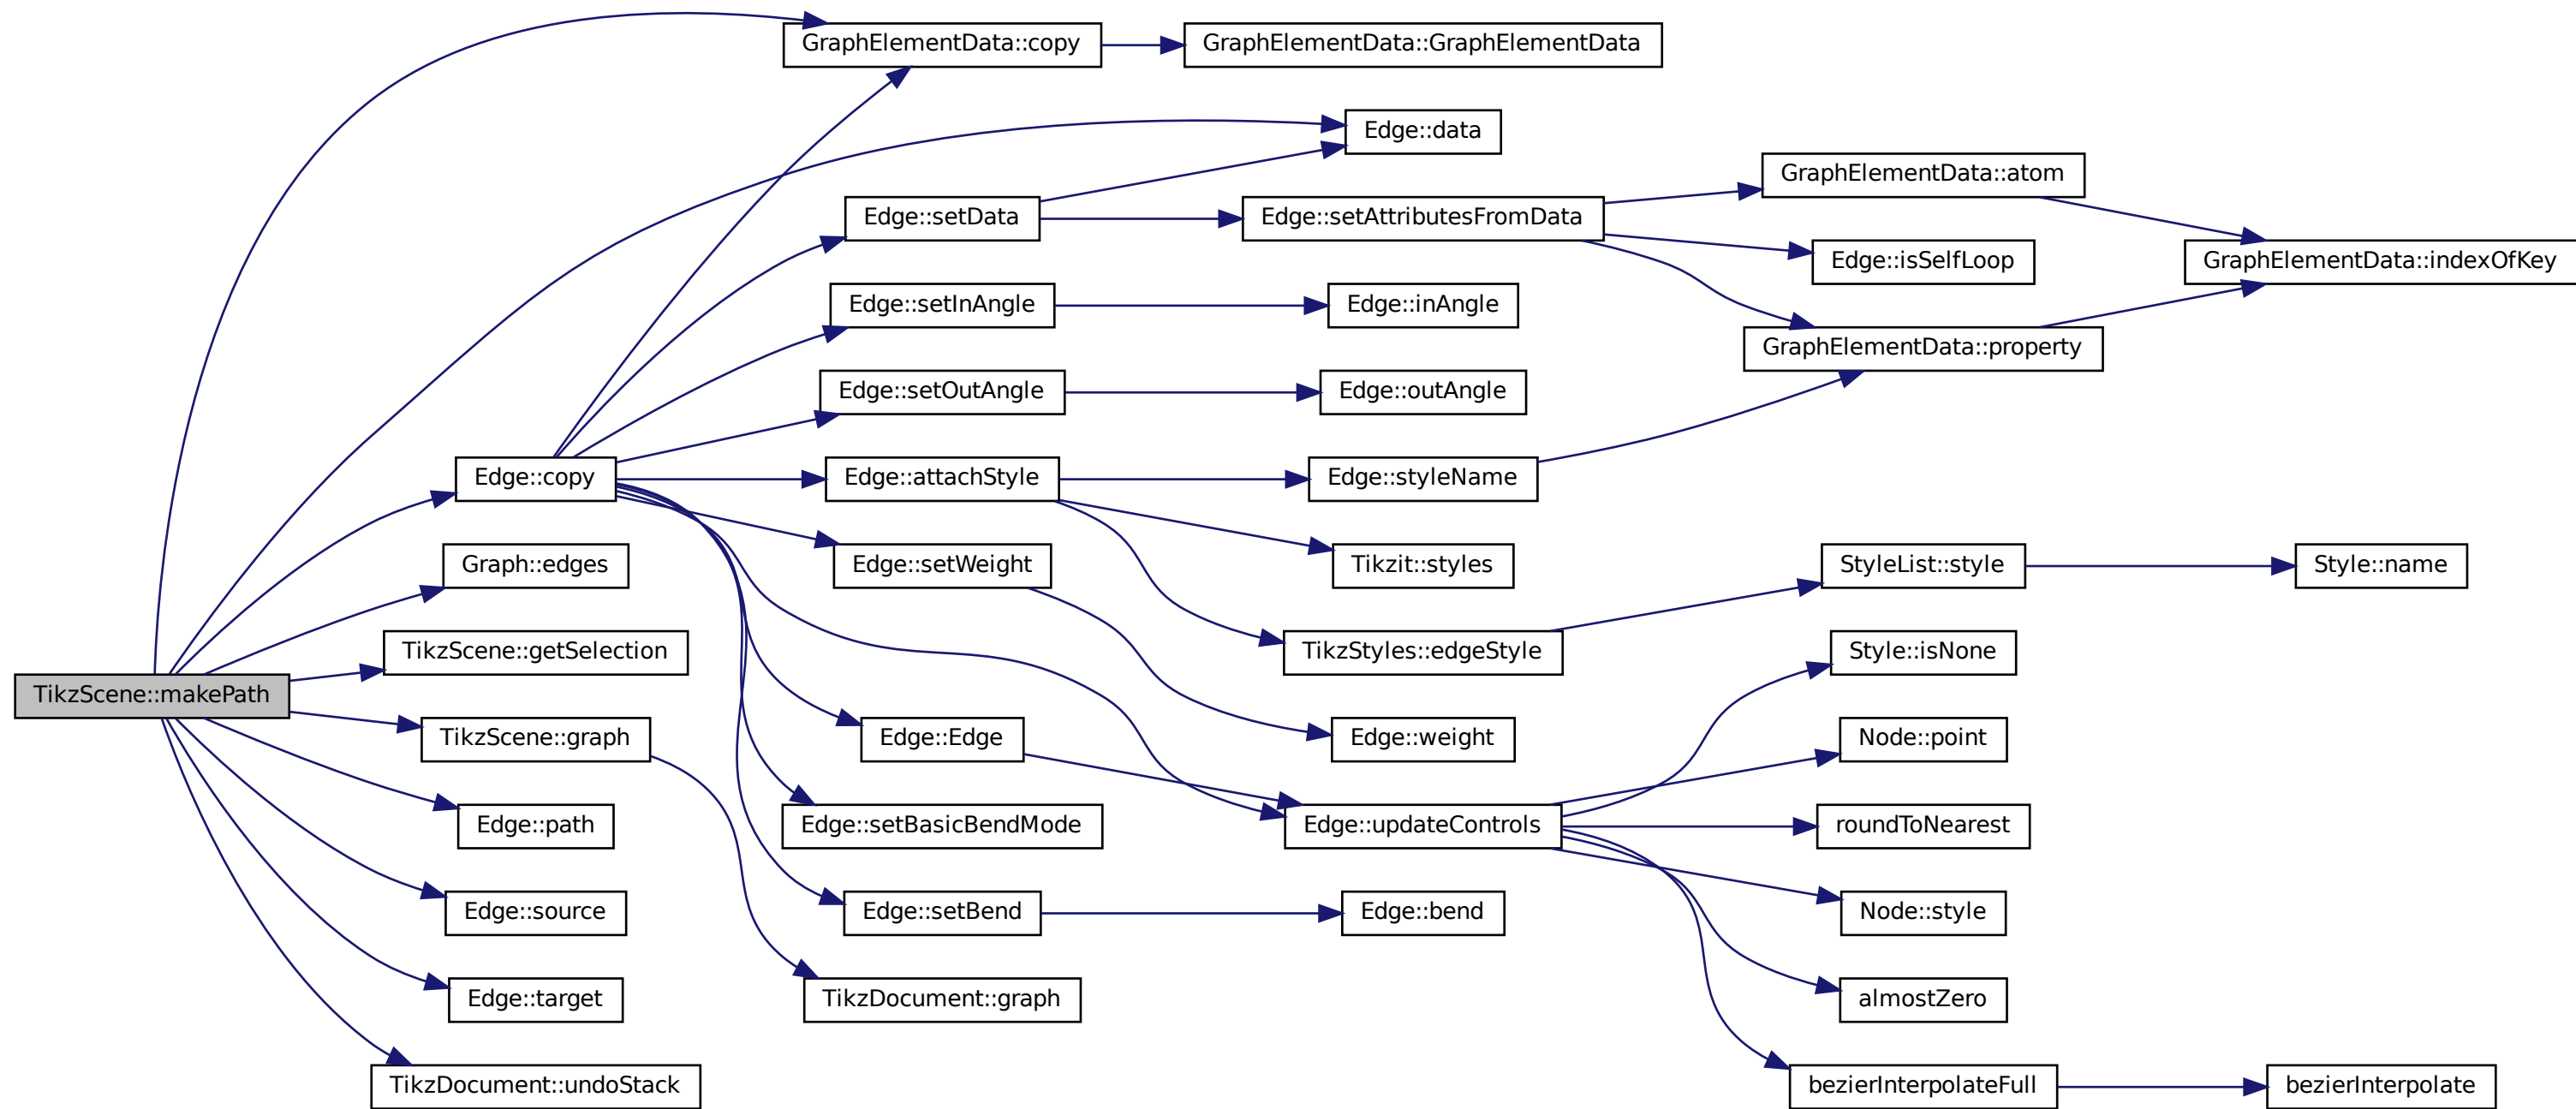 GraphElementData::copy
GraphElementData::GraphElementData
Edge::data
GraphElementData::atom
Edge::setData
Edge::setAttributesFromData
Edge::isSelfLoop
GraphElementData::indexOfKey
Edge::setInAngle
Edge::inAngle
GraphElementData::property
Edge::setOutAngle
Edge::outAngle
Edge::copy
Edge::attachStyle
Edge::styleName
Graph::edges
Edge::setWeight
Tikzit::styles
StyleList::style
Style::name
TikzScene::getSelection
TikzStyles::edgeStyle
Style::isNone
TikzScene::makePath
TikzScene::graph
Edge::Edge
Edge::weight
Node::point
Edge::path
Edge::setBasicBendMode
Edge::updateControls
roundToNearest
Edge::source
Edge::setBend
Edge::bend
Node::style
Edge::target
TikzDocument::graph
almostZero
TikzDocument::undoStack
bezierInterpolateFull
bezierInterpolate